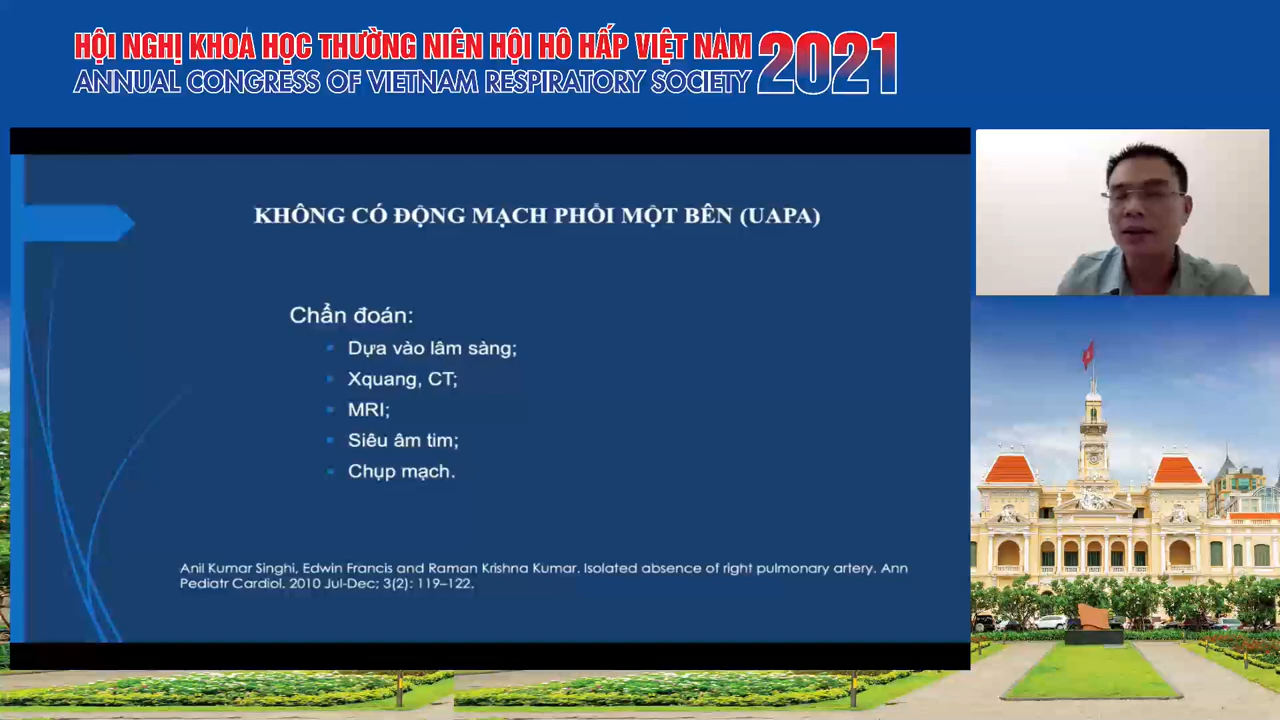 HỘI NGHỊ KHOA HỌC THƯỜNG NIÊN HỘI HÔ HẤP VIỆT NAM 2021
ANNUAL CONGRESS OF VIETNAM RESPIRATORY SOCIETY
KHÔNG CÓ ĐỘNG MẠCH PHỔI MỘT BÊN (UAPA)
Chẩn đoán:
Dựa vào lâm sàng;
Xquang, CT;
MRI;
Siêu âm tim;
Chụp mạch.
Anil Kumar Singhi, Edwin Francis and Raman Krishna Kumar. Isolated absence of right pulmonary artery. Ann
Pediatr Cardiol. 2010 Jul-Dec; 3(2): 119–122.